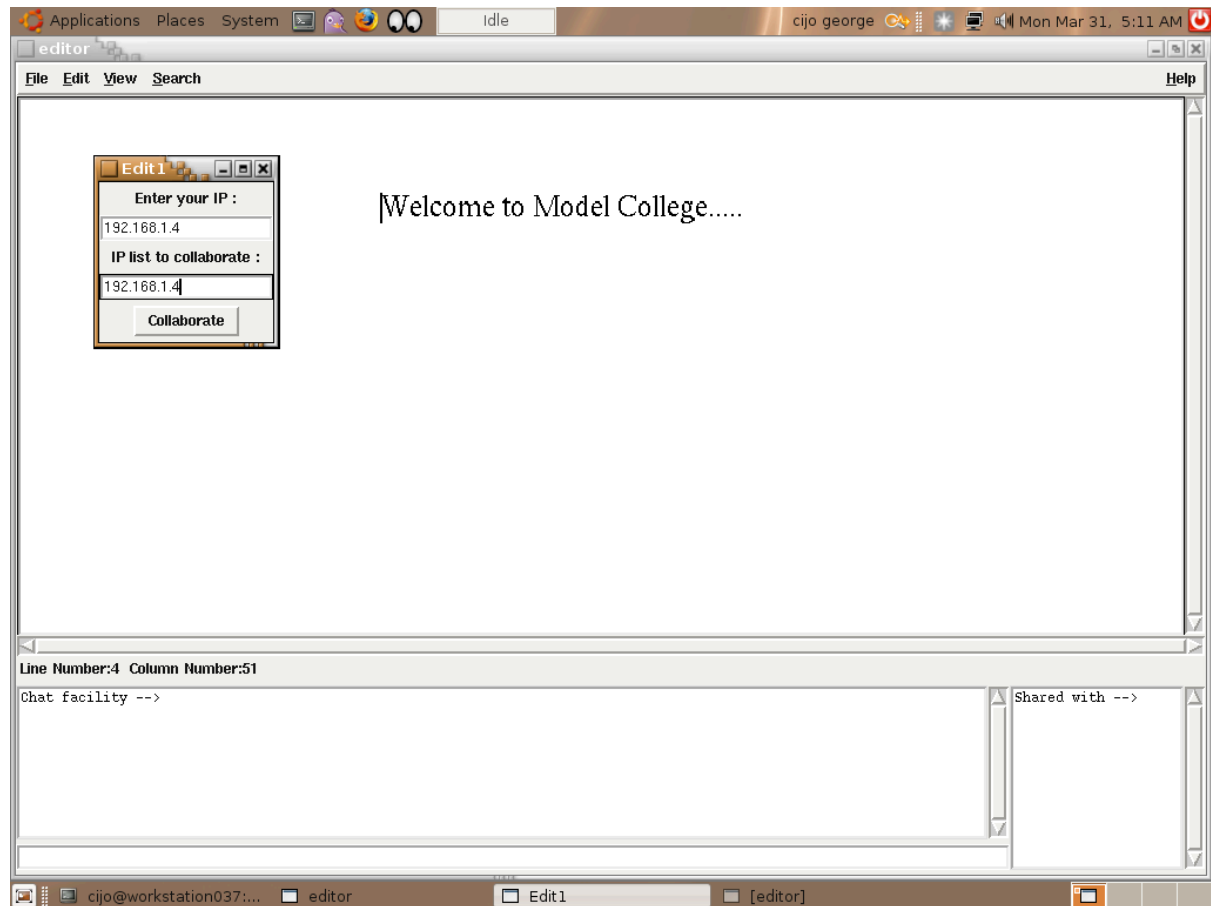 Applications Places System Idle cijo george Mon Mar 31, 5:11 AM
editor
File Edit View Search Help
Edit1
Enter your IP :
192.168.1.4
IP list to collaborate :
192.168.1.4
Collaborate
Welcome to Model College.....
Line Number:4 Column Number:51
Chat facility -->
Shared with -->
cijo@workstation037:... editor Edit1 [editor]